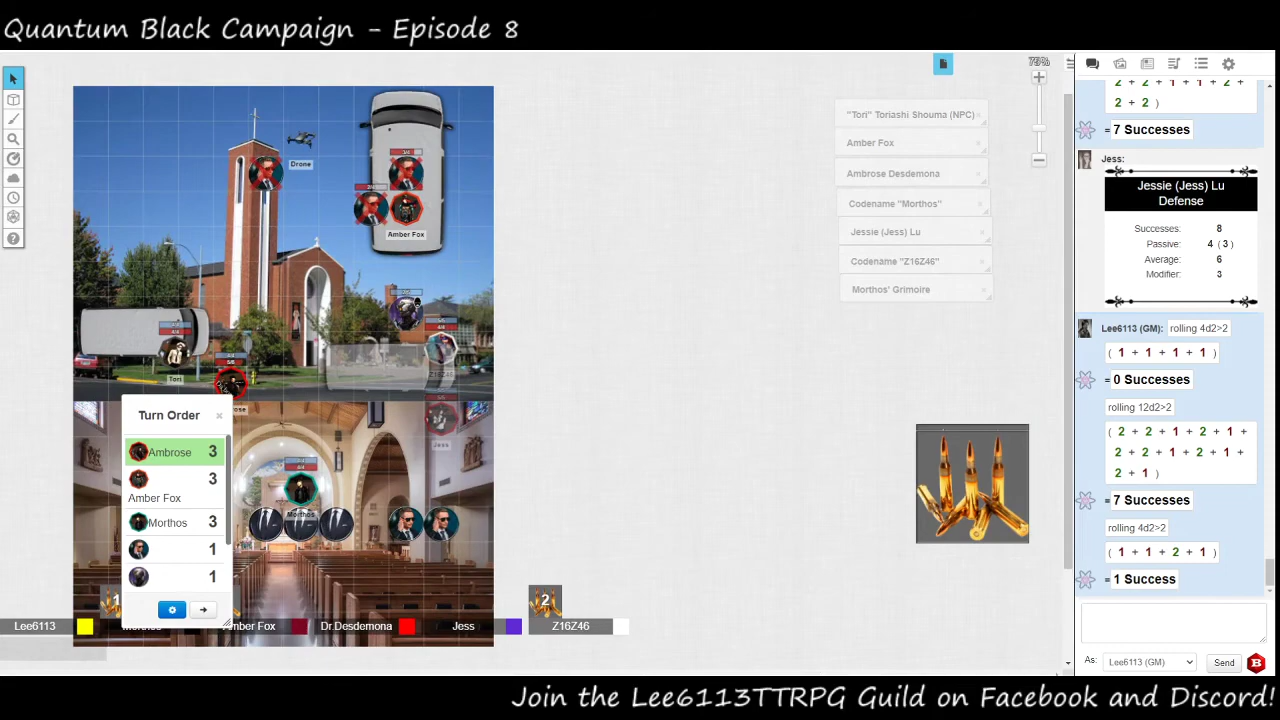 Quantum Black Campaign - Episode 8
Drone
Amber Fox
Tori
Z16Z46
Jess
Morthos
Turn Order
Ambrose 3
3
Amber Fox
Morthos 3
1
1
1
2
Lee6113
Amber Fox
Dr.Desdemona
Jess
Z16Z46
"Tori" Toriashi Shouma (NPC)
Amber Fox
Ambrose Desdemona
Codename "Morthos"
Jessie (Jess) Lu
Codename "Z16Z46"
Morthos' Grimoire
2 + 2 + 1 + 1 + 2 +
2 + 2 )
= 7 Successes
Jess:
Jessie (Jess) Lu
Defense
Successes: 8
Passive: 4 ( 3 )
Average: 6
Modifier: 3
Lee6113 (GM): rolling 4d2>2
( 1 + 1 + 1 + 1 )
= 0 Successes
rolling 12d2>2
( 2 + 2 + 1 + 2 + 1 +
2 + 2 + 1 + 2 + 1 +
2 + 1 )
= 7 Successes
rolling 4d2>2
( 1 + 1 + 2 + 1 )
= 1 Success
As: Lee6113 (GM)
Send
Join the Lee6113TTRPG Guild on Facebook and Discord!